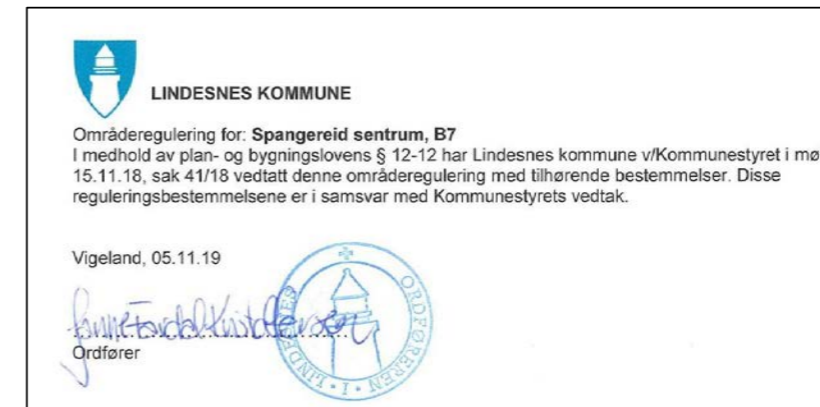 LINDESNES KOMMUNE
Områderegulering for: Spangereid sentrum, B7
I medhold av plan- og bygningslovens § 12-12 har Lindesnes kommune v/Kommunestyret i mø
15.11.18, sak 41/18 vedtatt denne områderegulering med tilhørende bestemmelser. Disse
reguleringsbestemmelsene er i samsvar med Kommunestyrets vedtak.
Vigeland, 05.11.19
Ordfører
ORDFØREREN • I • LINDESNES